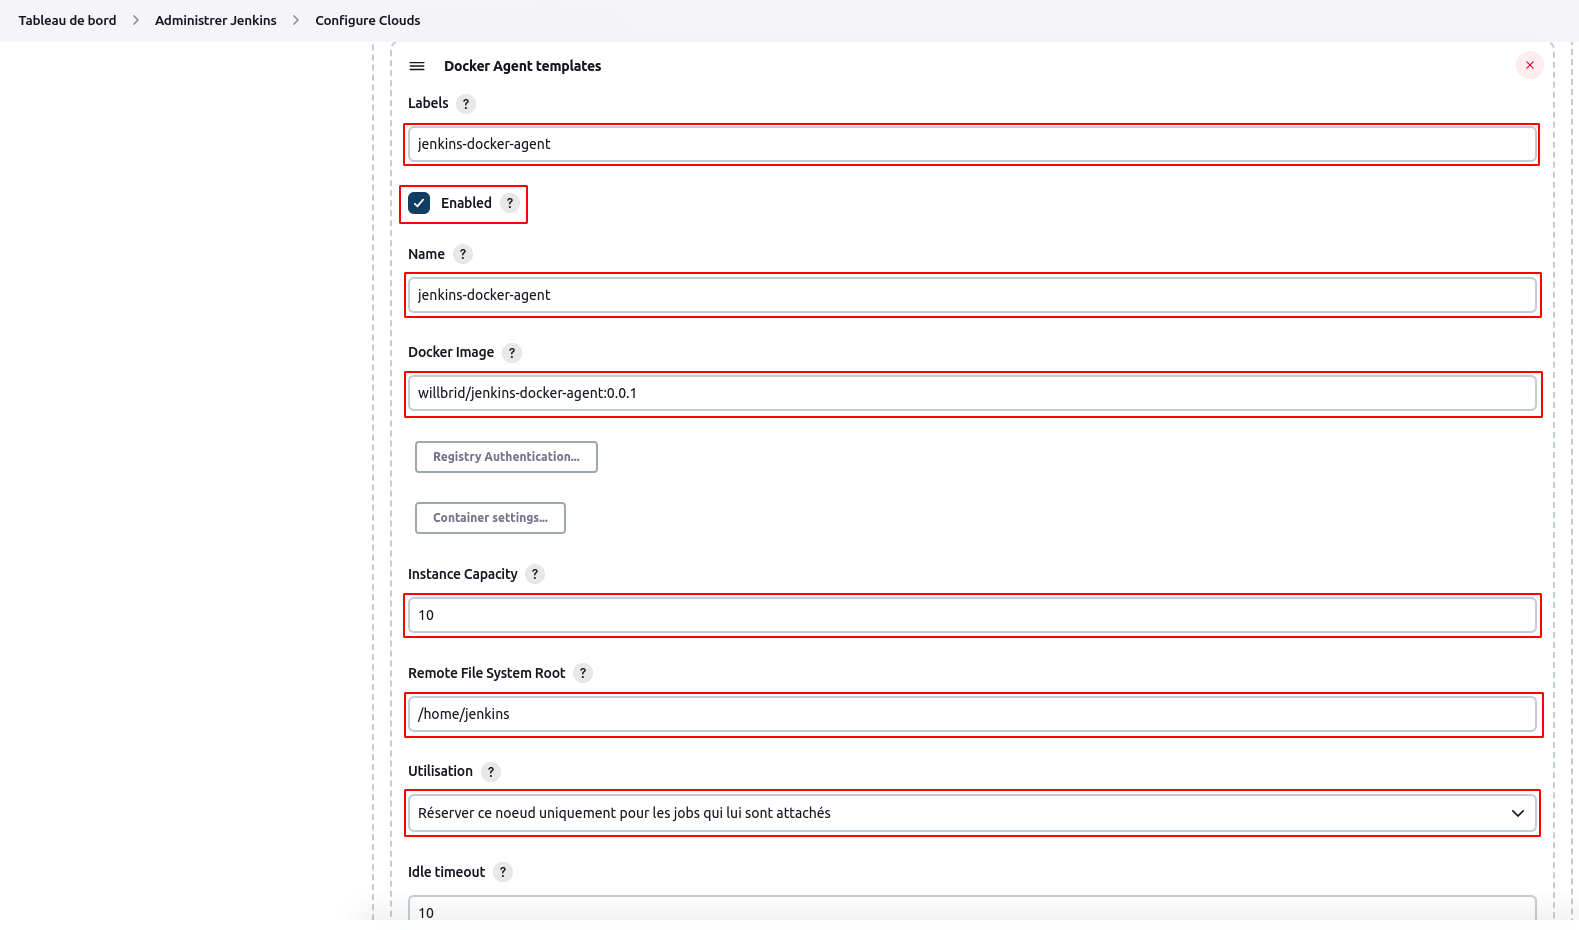 Tableau de bord > Administrer Jenkins > Configure Clouds
Docker Agent templates
Labels ?
jenkins-docker-agent
Enabled ?
Name ?
jenkins-docker-agent
Docker Image ?
willbrid/jenkins-docker-agent:0.0.1
Registry Authentication...
Container settings...
Instance Capacity ?
10
Remote File System Root ?
/home/jenkins
Utilisation ?
Réserver ce noeud uniquement pour les jobs qui lui sont attachés
Idle timeout ?
10